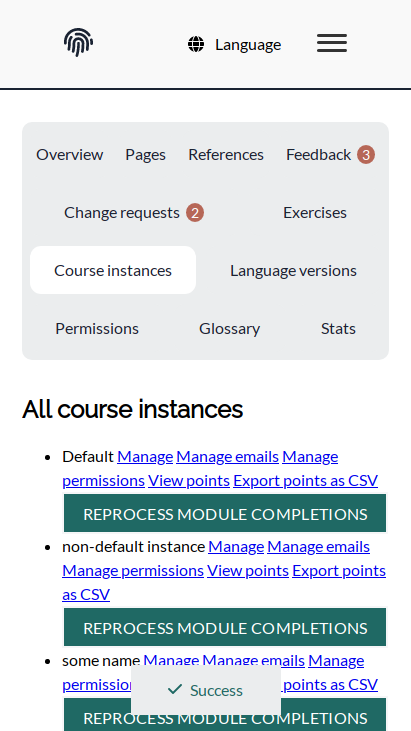 Language
Overview Pages References Feedback 3
Change requests 2 Exercises
Course instances Language versions
Permissions Glossary Stats
All course instances
Default Manage Manage emails Manage
permissions View points Export points as CSV
REPROCESS MODULE COMPLETIONS
non-default instance Manage Manage emails
Manage permissions View points Export points
as CSV
REPROCESS MODULE COMPLETIONS
some name Manage Manage emails Manage
points as CSV
Success
REPROCESS MODULE COMPLETIONS